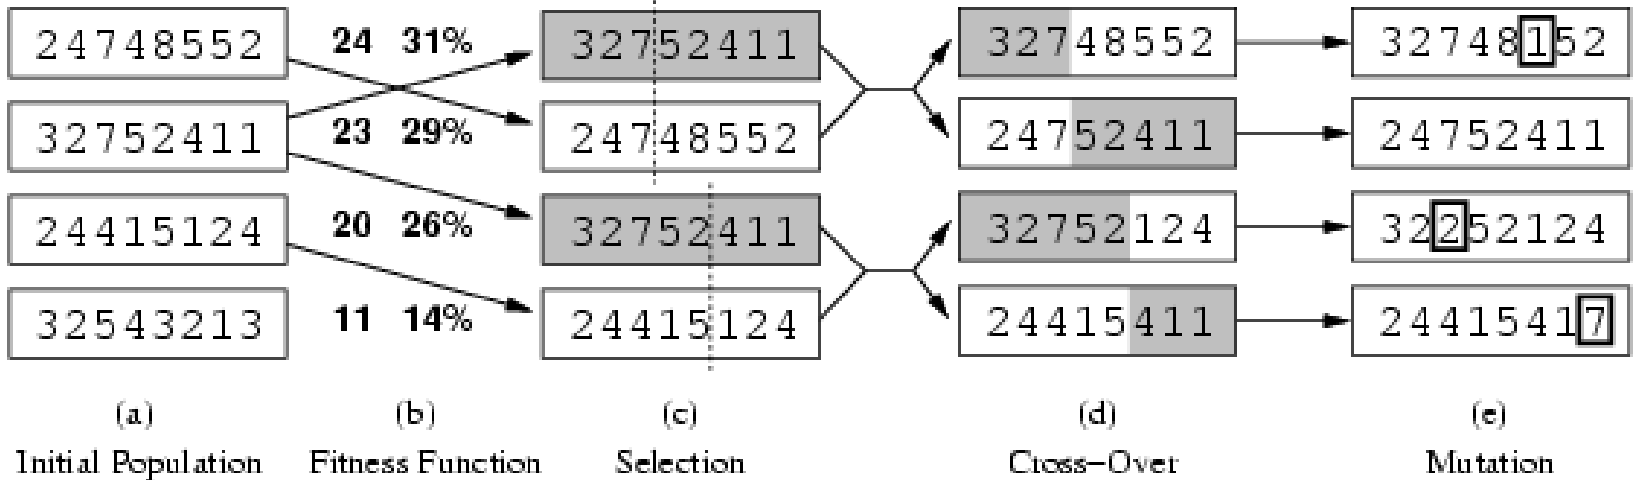 24748552 24 31% 32752411 32748552 32748152
32752411 23 29% 24748552 24752411 24752411
24415124 20 26% 32752411 32752124 32252124
32543213 11 14% 24415124 24415411 24415417
(a) (b) (c) (d) (e)
Initial Population Fitness Function Selection Cross–Over Mutation